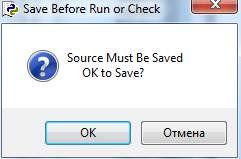 Save Before Run or Check
Source Must Be Saved
OK to Save?
OK
Отмена